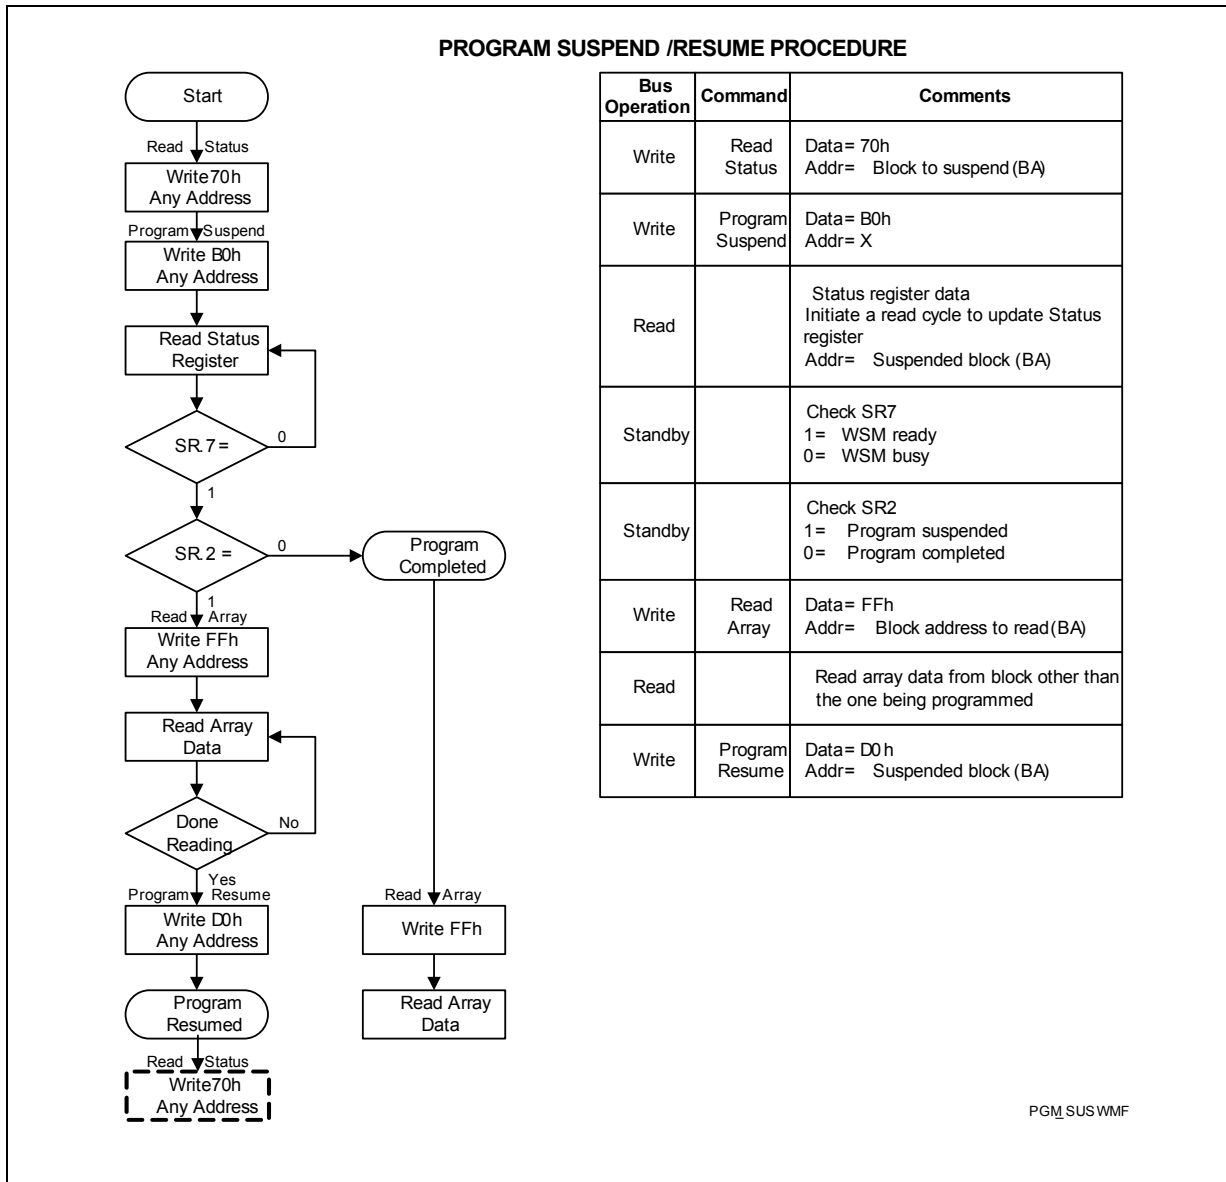 PROGRAM SUSPEND /RESUME PROCEDURE
Start
Read Status
Write70h
Any Address
Program Suspend
Write B0h
Any Address
Read Status
Register
SR.7 =
0
1
SR.2 =
0
1
Program
Completed
Read Array
Write FFh
Any Address
Read Array
Data
Done
Reading
No
Yes
Program Resume
Write D0h
Any Address
Program
Resumed
Read Status
Write70h
Any Address
Read Array
Write FFh
Read Array
Data
Bus
Operation
Command
Comments
Write
Read
Status
Data= 70h
Addr= Block to suspend (BA)
Write
Program
Suspend
Data= B0h
Addr= X
Read
Status register data
Initiate a read cycle to update Status
register
Addr= Suspended block (BA)
Standby
Check SR7
1= WSM ready
0= WSM busy
Standby
Check SR2
1= Program suspended
0= Program completed
Write
Read
Array
Data= FFh
Addr= Block address to read (BA)
Read
Read array data from block other than
the one being programmed
Write
Program
Resume
Data= D0h
Addr= Suspended block (BA)
PGM SUS WMF